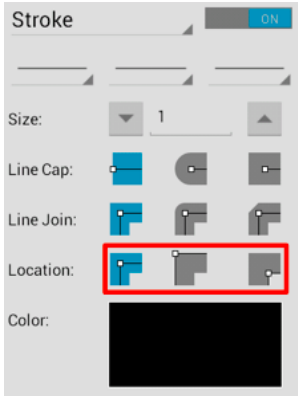 Stroke ON
Size: 1
Line Cap:
Line Join:
Location:
Color: